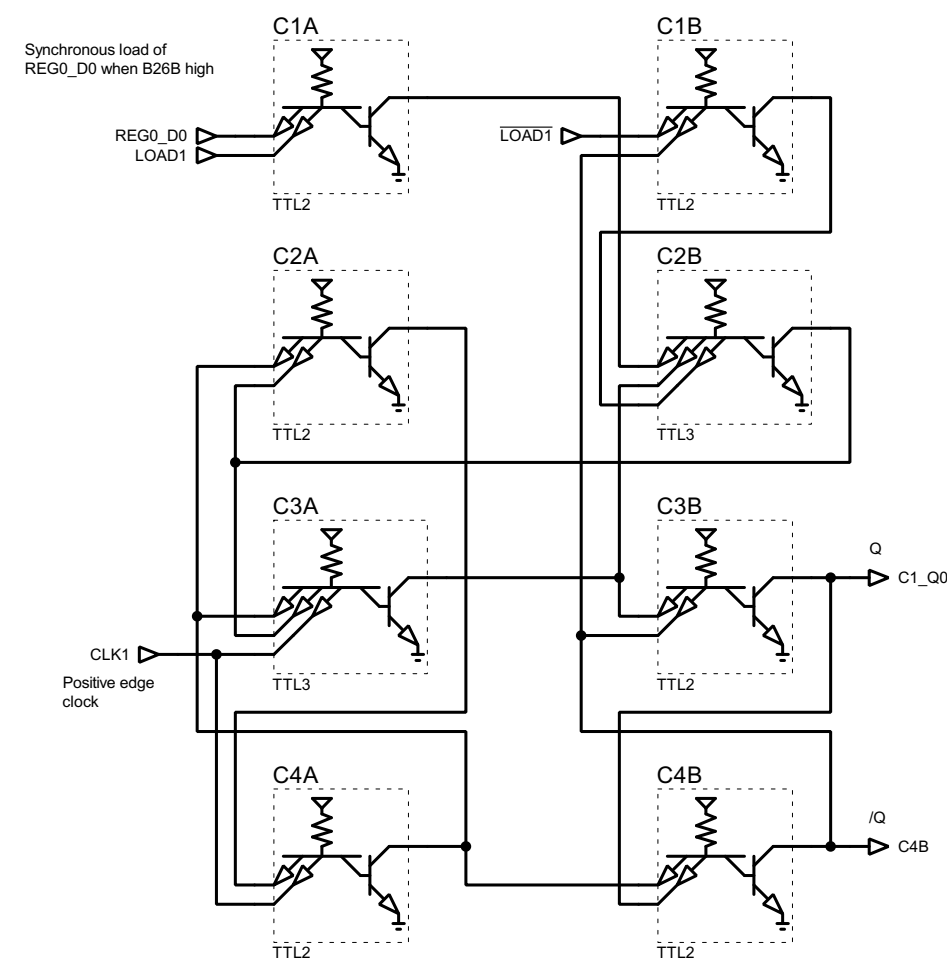 C1A
C1B
Synchronous load of
REG0_D0 when B26B high
REG0_D0
LOAD1
LOAD1
TTL2
TTL2
C2A
C2B
TTL2
TTL3
C3A
C3B
Q
C1_Q0
CLK1
Positive edge
clock
TTL3
TTL2
C4A
C4B
/Q
C4B
TTL2
TTL2